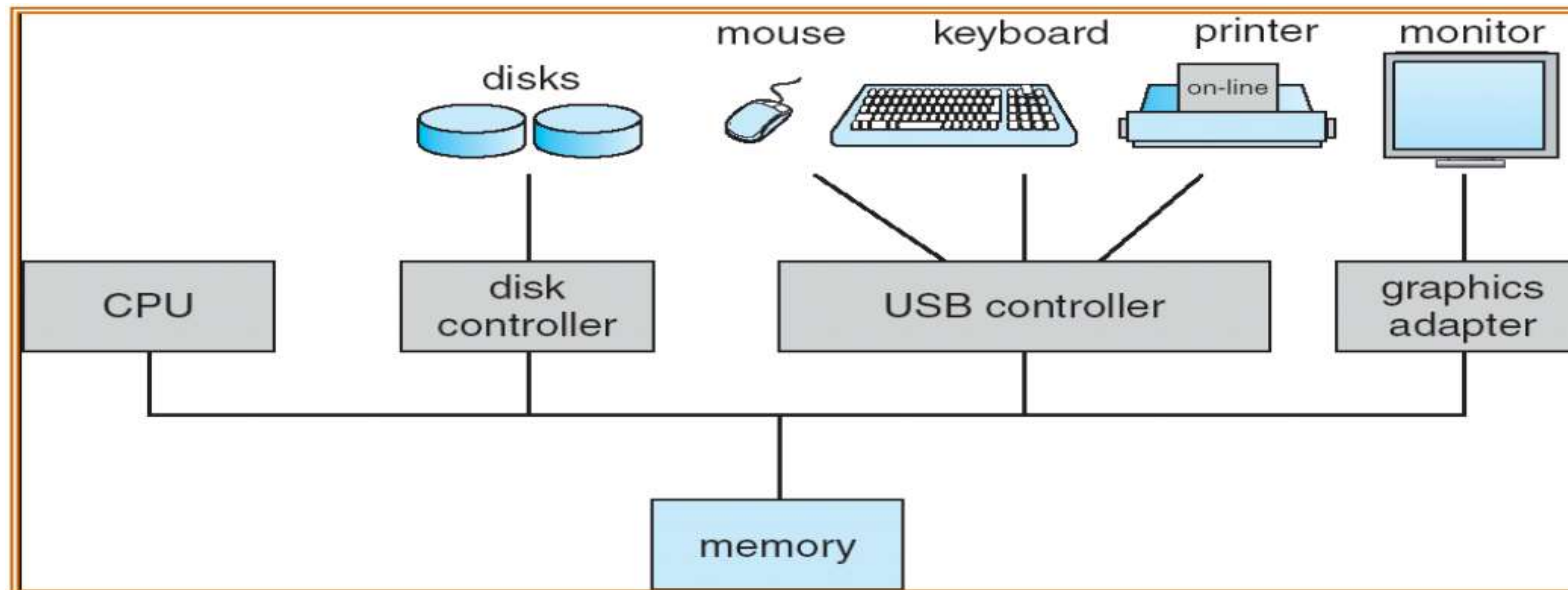 mouse
keyboard
printer
monitor
disks
on-line
CPU
disk
controller
USB controller
graphics
adapter
memory